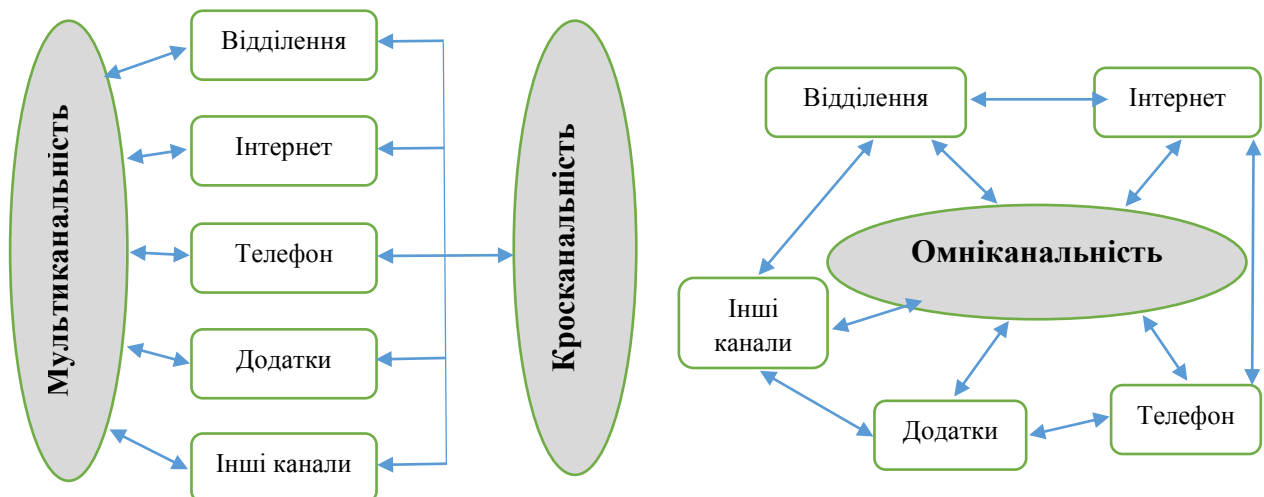 Мультиканальність
Відділення
Інтернет
Телефон
Додатки
Інші канали
Кросканальність
Відділення
Інтернет
Омніканальність
Інші
канали
Додатки
Телефон